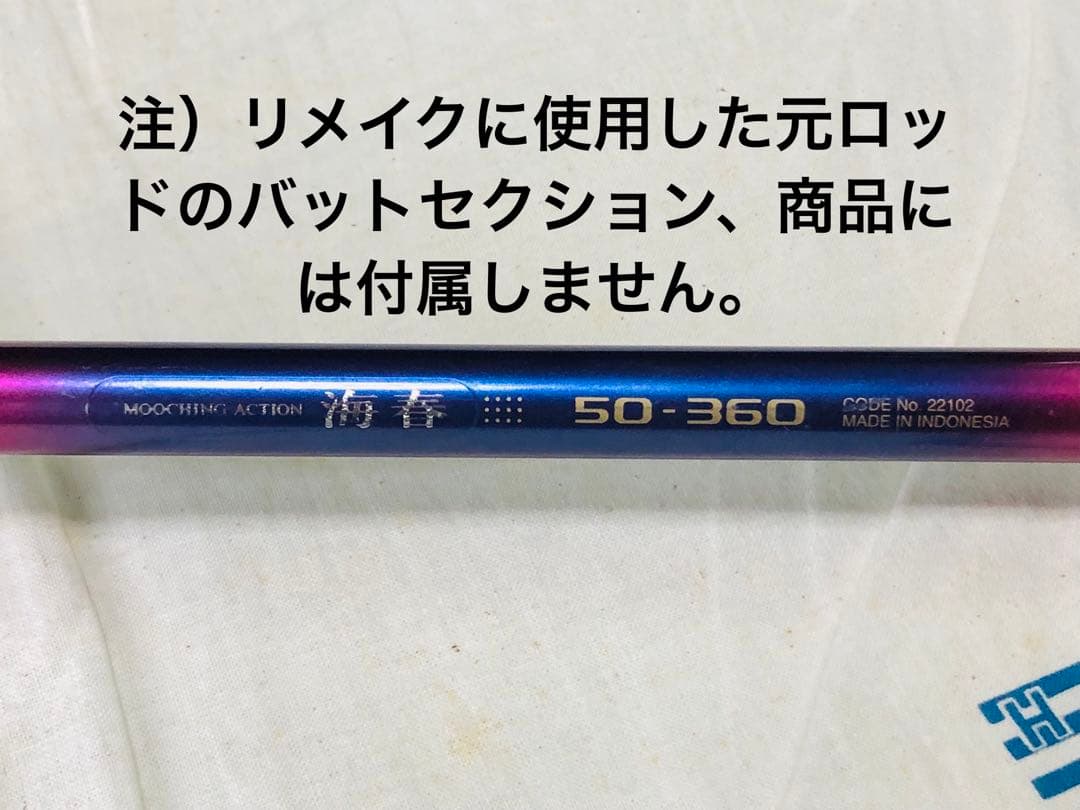 注）リメイクに使用した元ロッ
ドのバットセクション、商品に
は付属しません。
MOOCHING ACTION 海春 50-360 CODE No. 22102
MADE IN INDONESIA
H